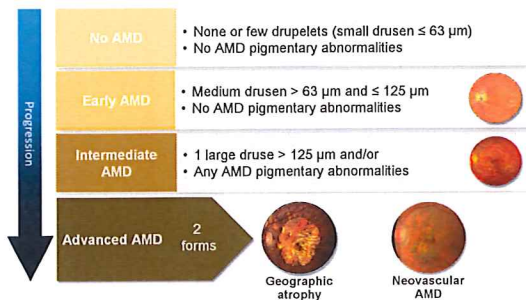 Progression
No AMD
• None or few drupelets (small drusen ≤ 63 µm)
• No AMD pigmentary abnormalities
Early AMD
• Medium drusen > 63 µm and ≤ 125 µm
• No AMD pigmentary abnormalities
Intermediate
AMD
• 1 large druse > 125 µm and/or
• Any AMD pigmentary abnormalities
Advanced AMD
2
forms
Geographic
atrophy
Neovascular
AMD